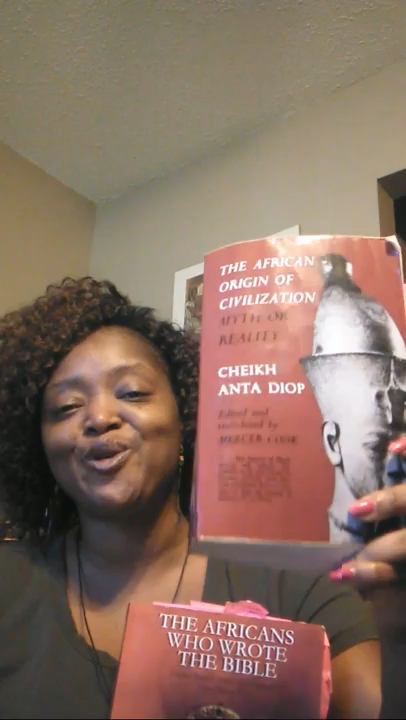 THE AFRICAN
ORIGIN OF
CIVILIZATION
MYTH OR
REALITY
CHEIKH
ANTA DIOP
Edited and
translated by
MERCER COOK
THE AFRICANS
WHO WROTE
THE BIBLE